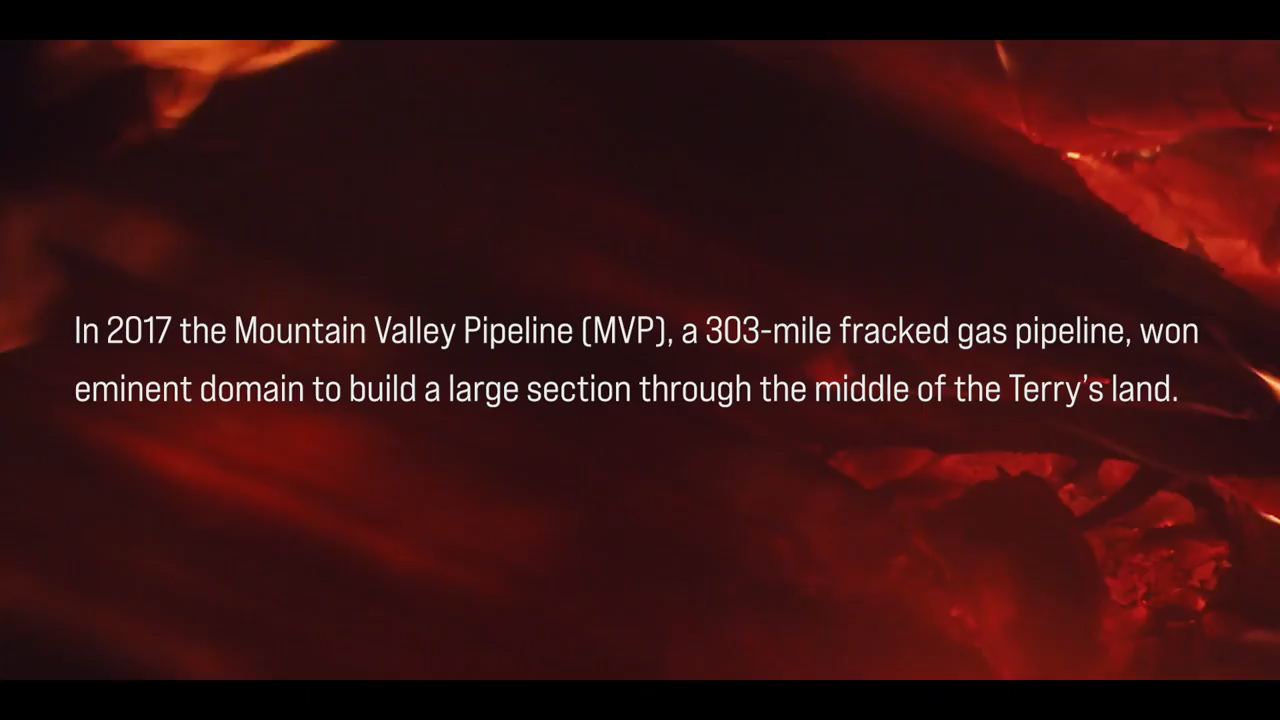 In 2017 the Mountain Valley Pipeline (MVP), a 303-mile fracked gas pipeline, won
eminent domain to build a large section through the middle of the Terry’s land.